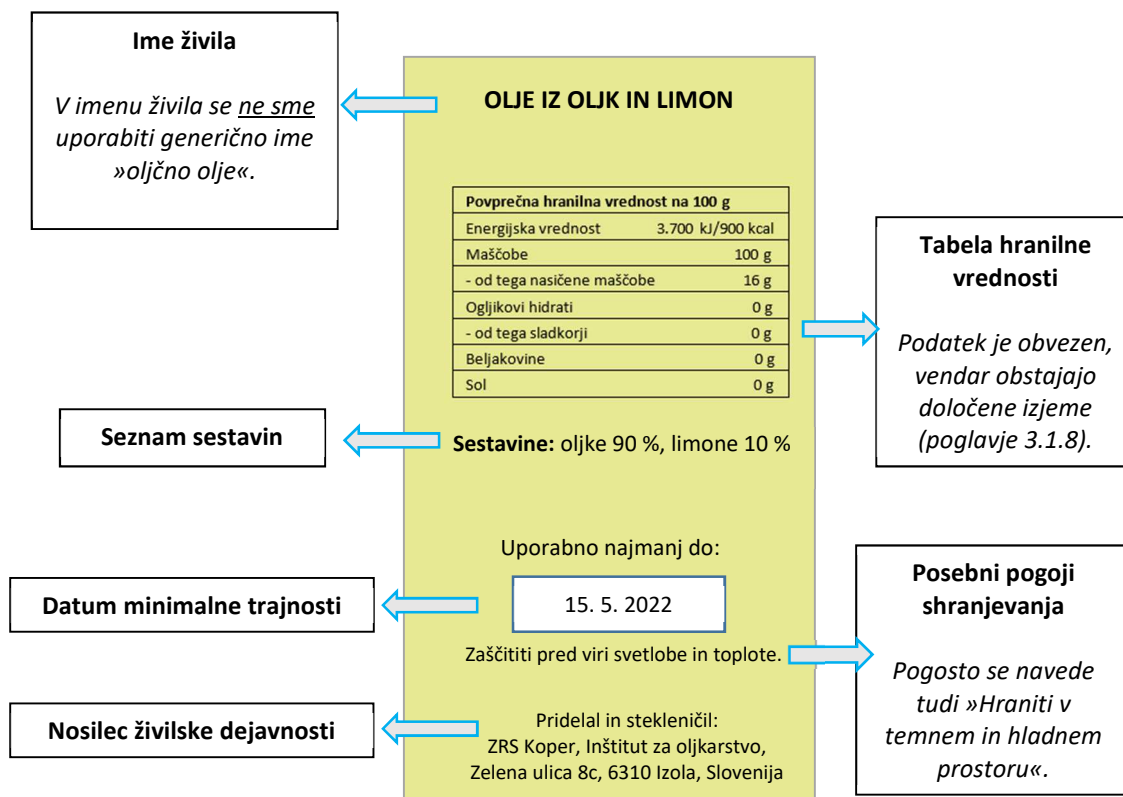 Ime živila
V imenu živila se ne sme
uporabiti generično ime
»oljčno olje«.
OLJE IZ OLJK IN LIMON
Povprečna hranilna vrednost na 100 g
Energijska vrednost 3.700 kJ/900 kcal
Maščobe 100 g
- od tega nasičene maščobe 16 g
Ogljikovi hidrati 0 g
- od tega sladkorji 0 g
Beljakovine 0 g
Sol 0 g
Tabela hranilne
vrednosti
Podatek je obvezen,
vendar obstajajo
določene izjeme
(poglavje 3.1.8).
Seznam sestavin
Sestavine: oljke 90 %, limone 10 %
Uporabno najmanj do:
Datum minimalne trajnosti
15. 5. 2022
Zaščititi pred viri svetlobe in toplote.
Posebni pogoji
shranjevanja
Pogosto se navede
tudi »Hraniti v
temnem in hladnem
prostoru«.
Nosilec živilske dejavnosti
Pridelal in stekleničil:
ZRS Koper, Inštitut za oljkarstvo,
Zelena ulica 8c, 6310 Izola, Slovenija